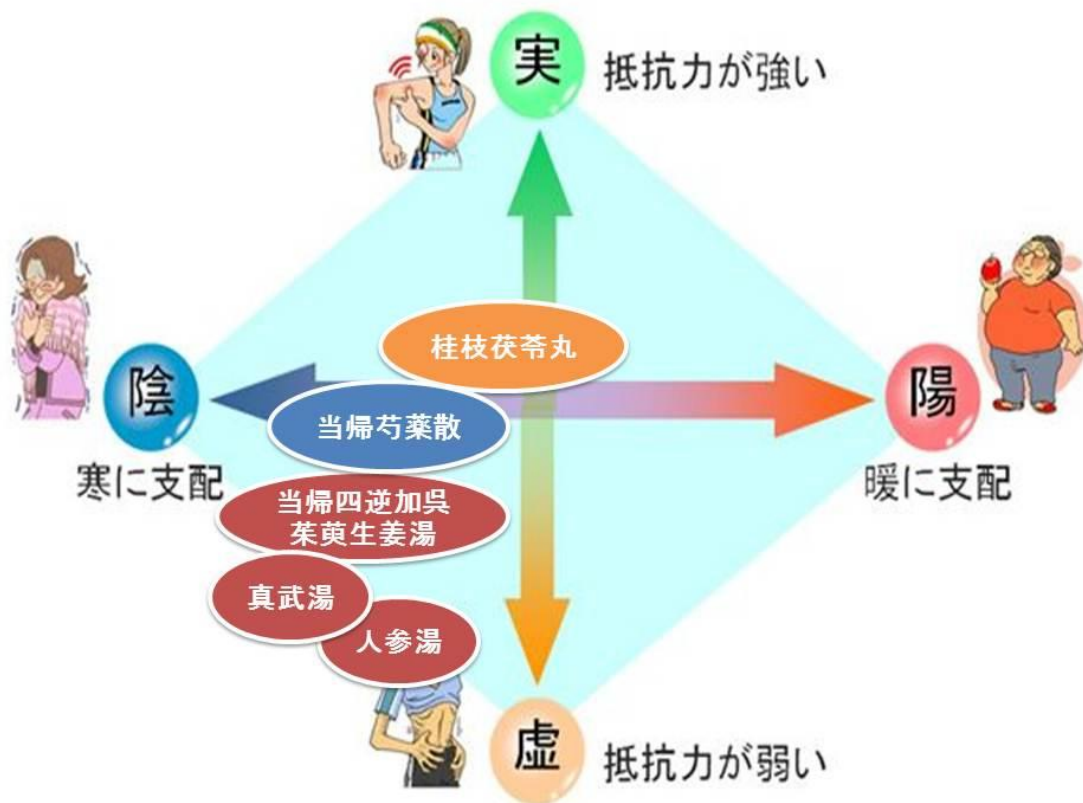 実
抵抗力が強い
桂枝茯苓丸
陰
陽
当帰芍薬散
寒に支配
暖に支配
当帰四逆加呉
茱萸生姜湯
真武湯
人参湯
虚
抵抗力が弱い